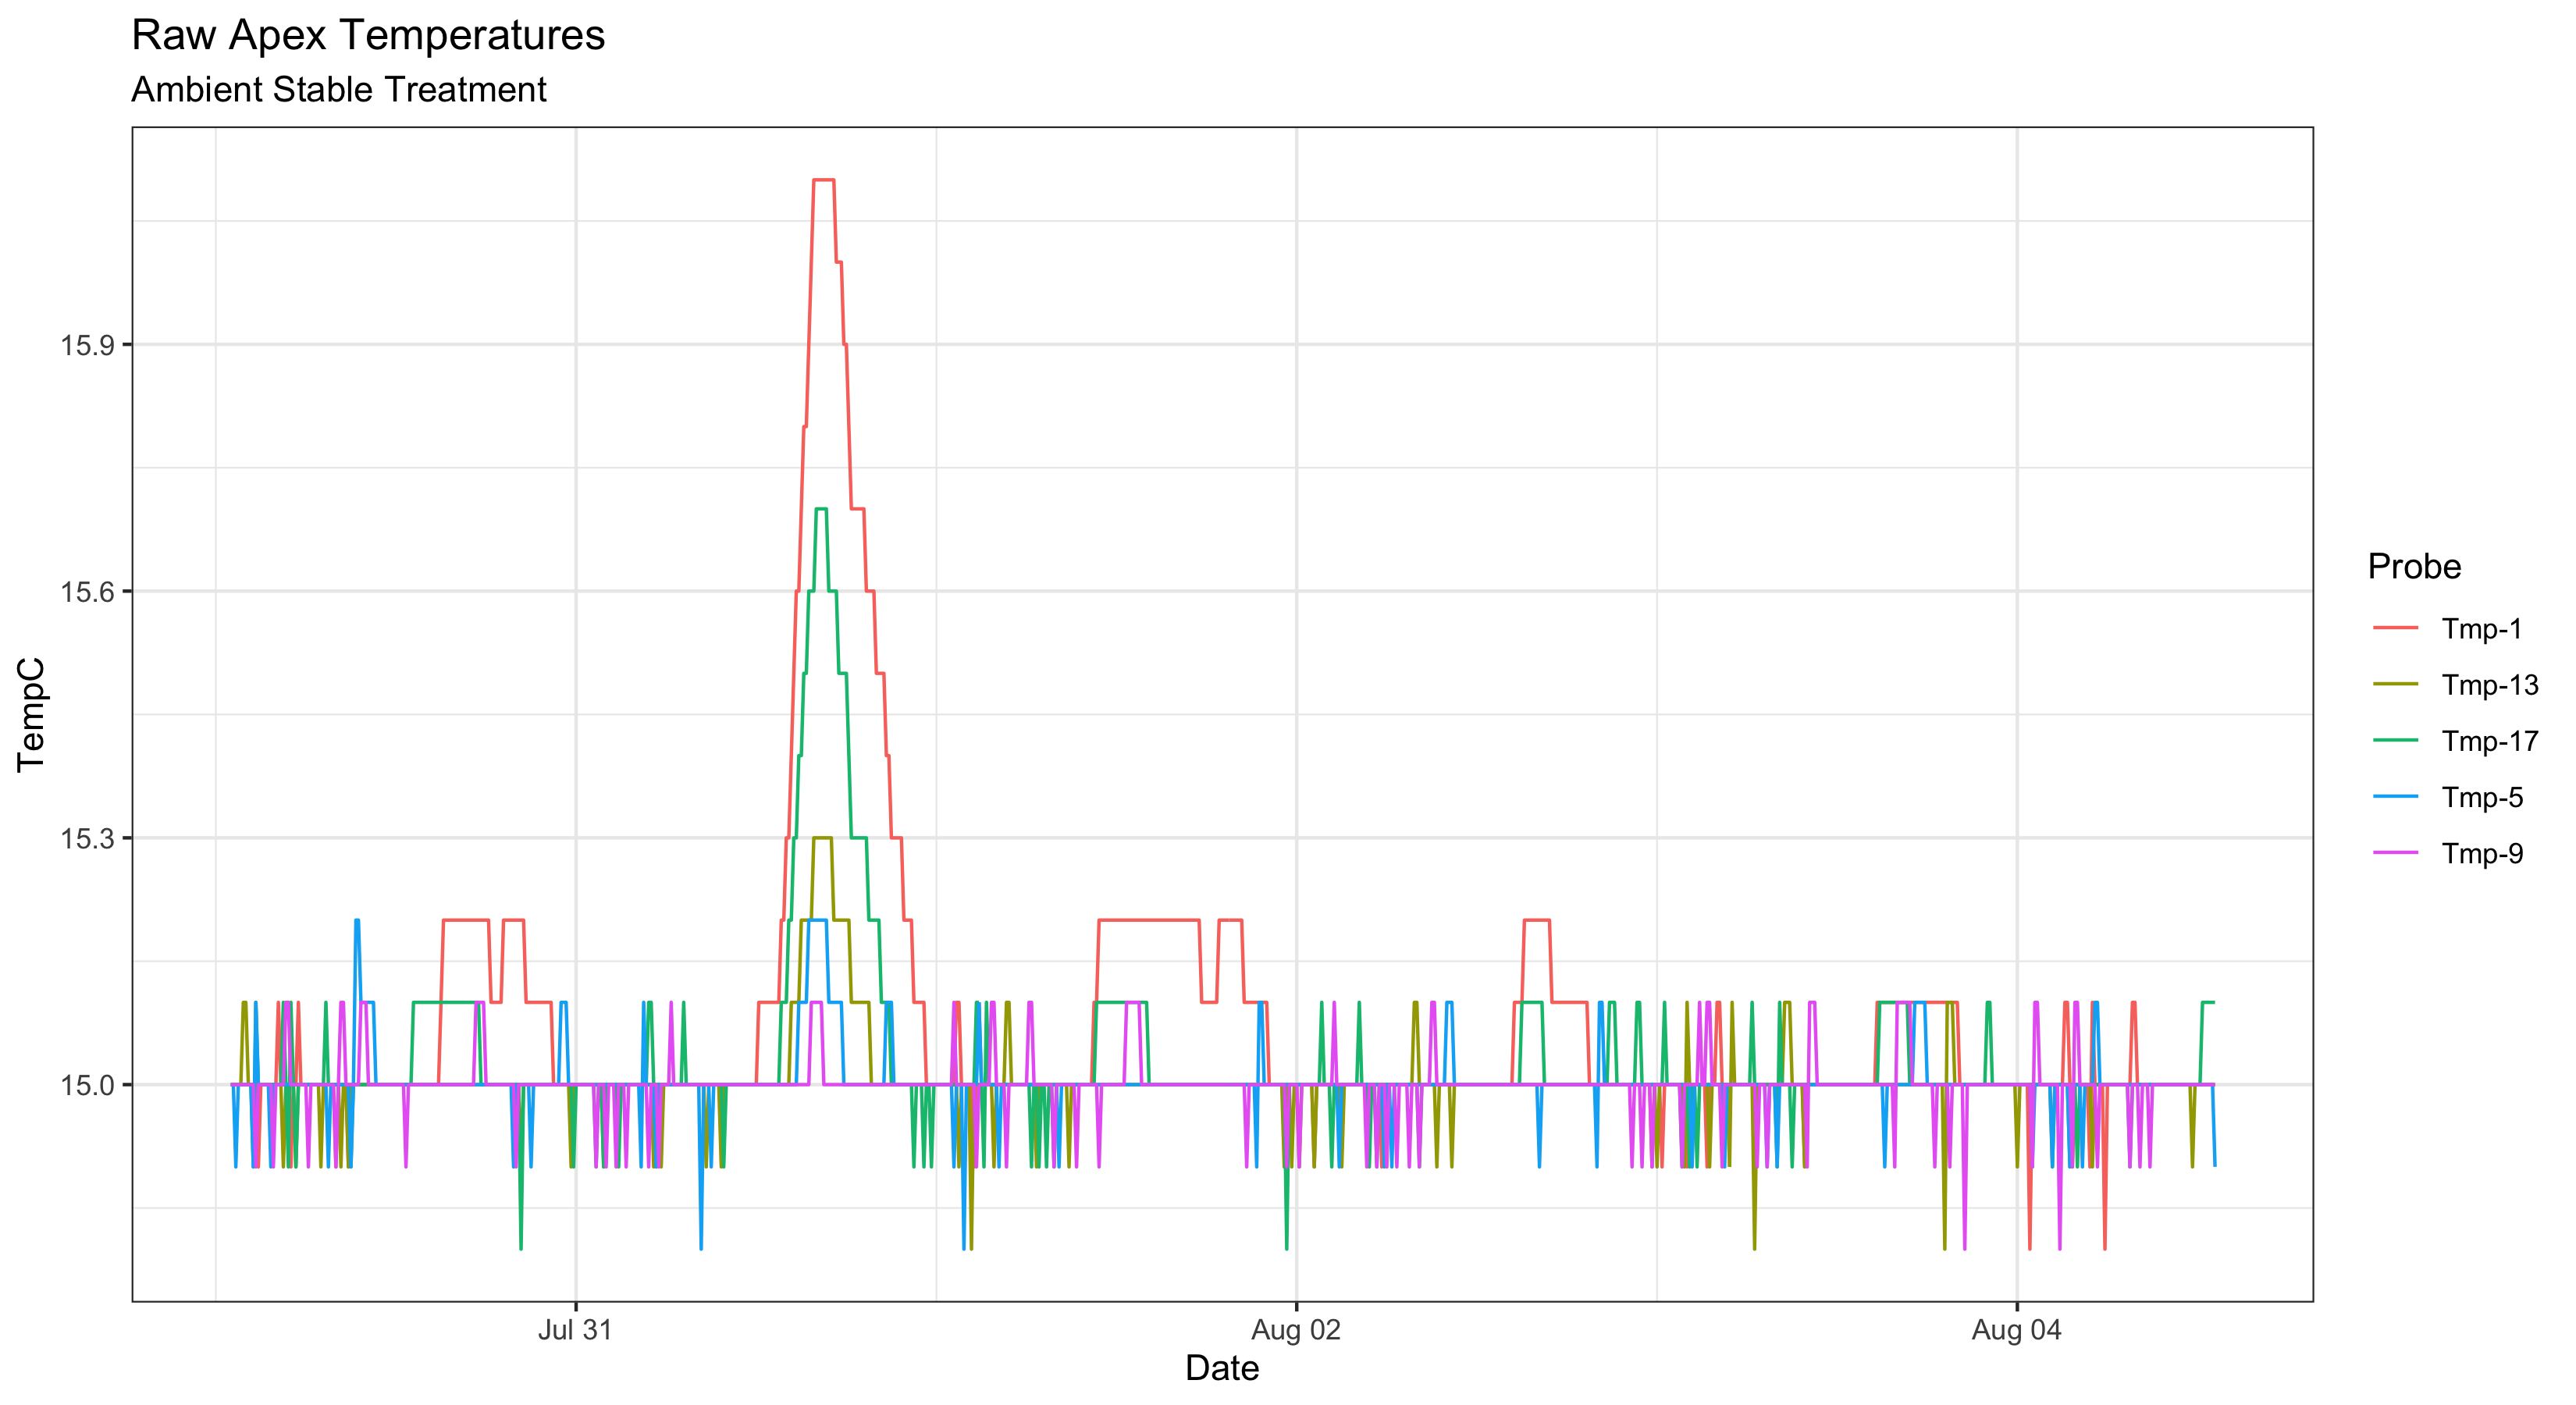 Raw Apex Temperatures
Ambient Stable Treatment
TempC
15.9
15.6
15.3
15.0
Jul 31
Aug 02
Aug 04
Date
Probe
Tmp-1
Tmp-13
Tmp-17
Tmp-5
Tmp-9